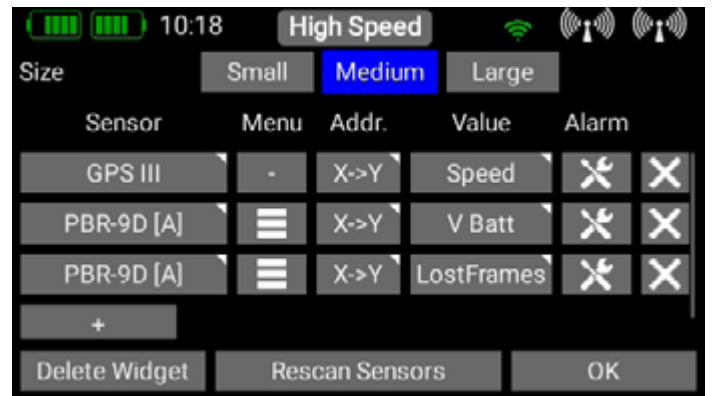 10:18 High Speed
Size Small Medium Large
Sensor Menu Addr. Value Alarm
GPS III - X->Y Speed
PBR-9D [A] X->Y V Batt
PBR-9D [A] X->Y LostFrames
+
Delete Widget Rescan Sensors OK